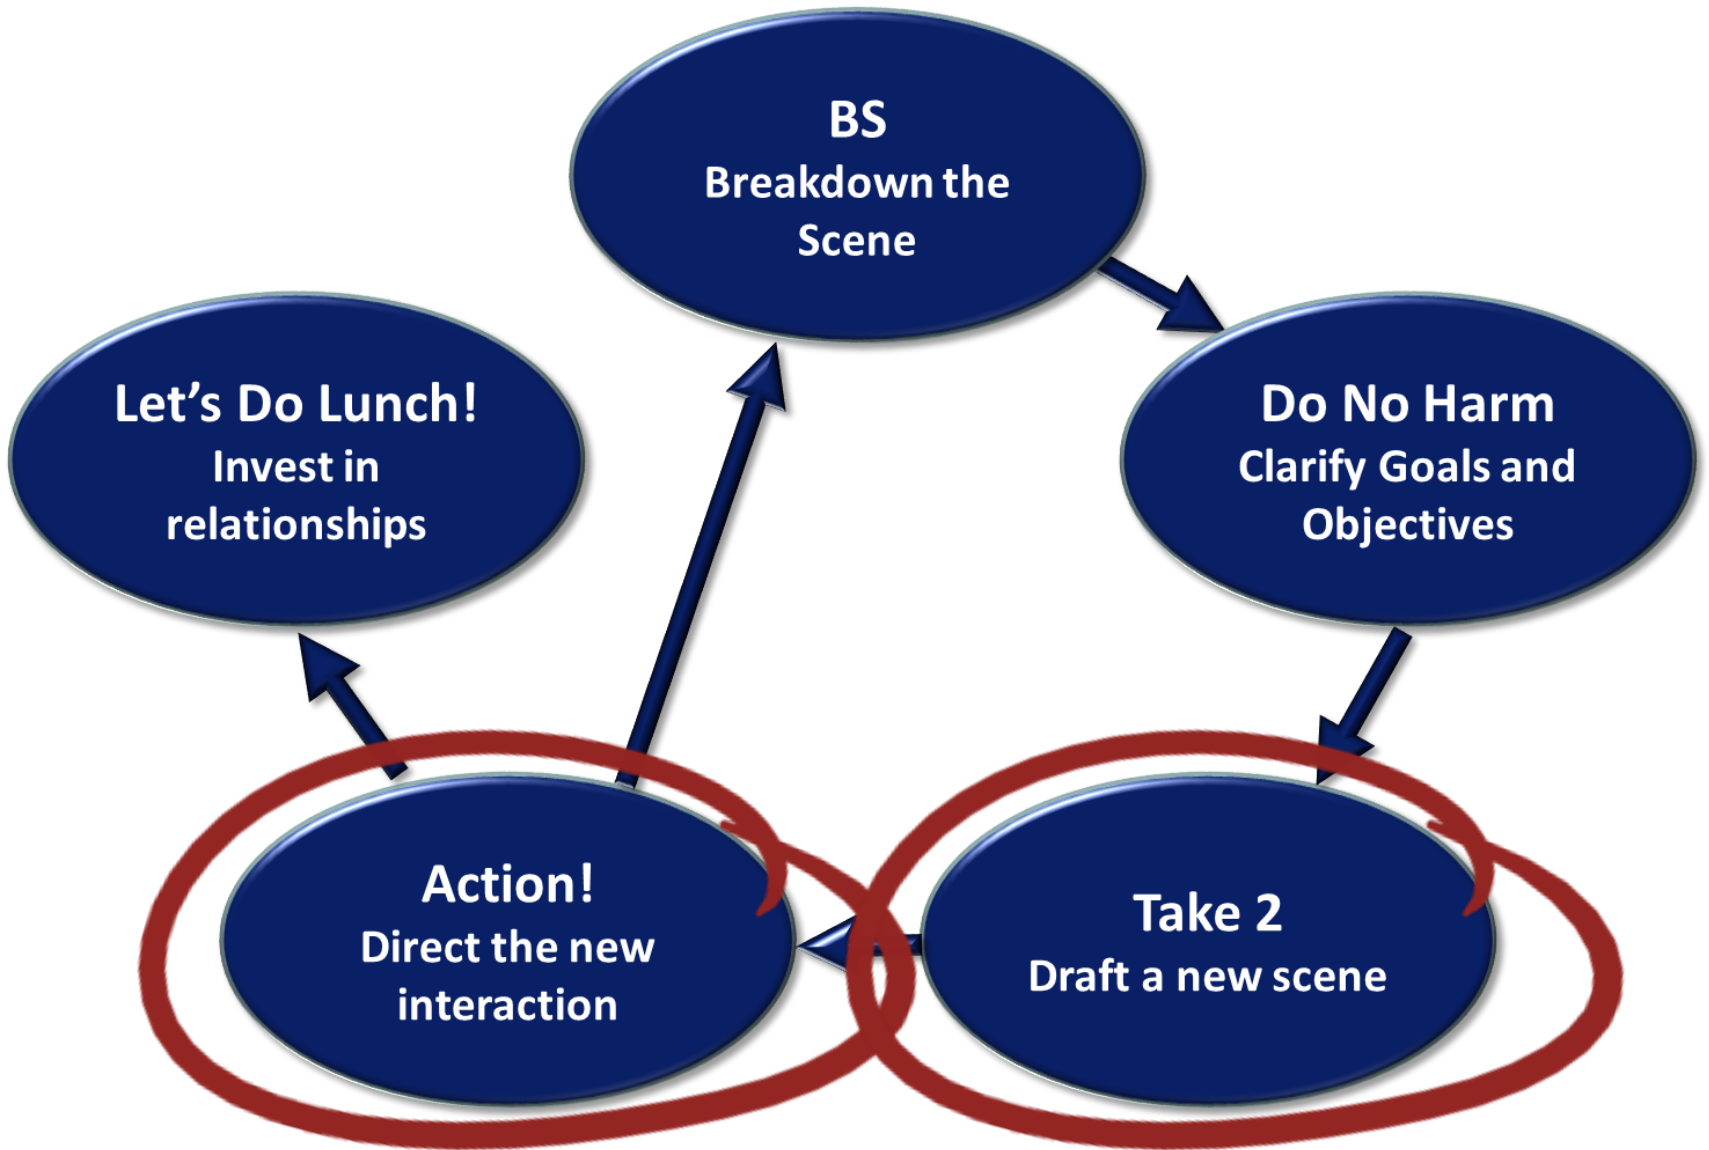 BS
Breakdown the
Scene
Let’s Do Lunch!
Invest in
relationships
Do No Harm
Clarify Goals and
Objectives
Action!
Direct the new
interaction
Take 2
Draft a new scene